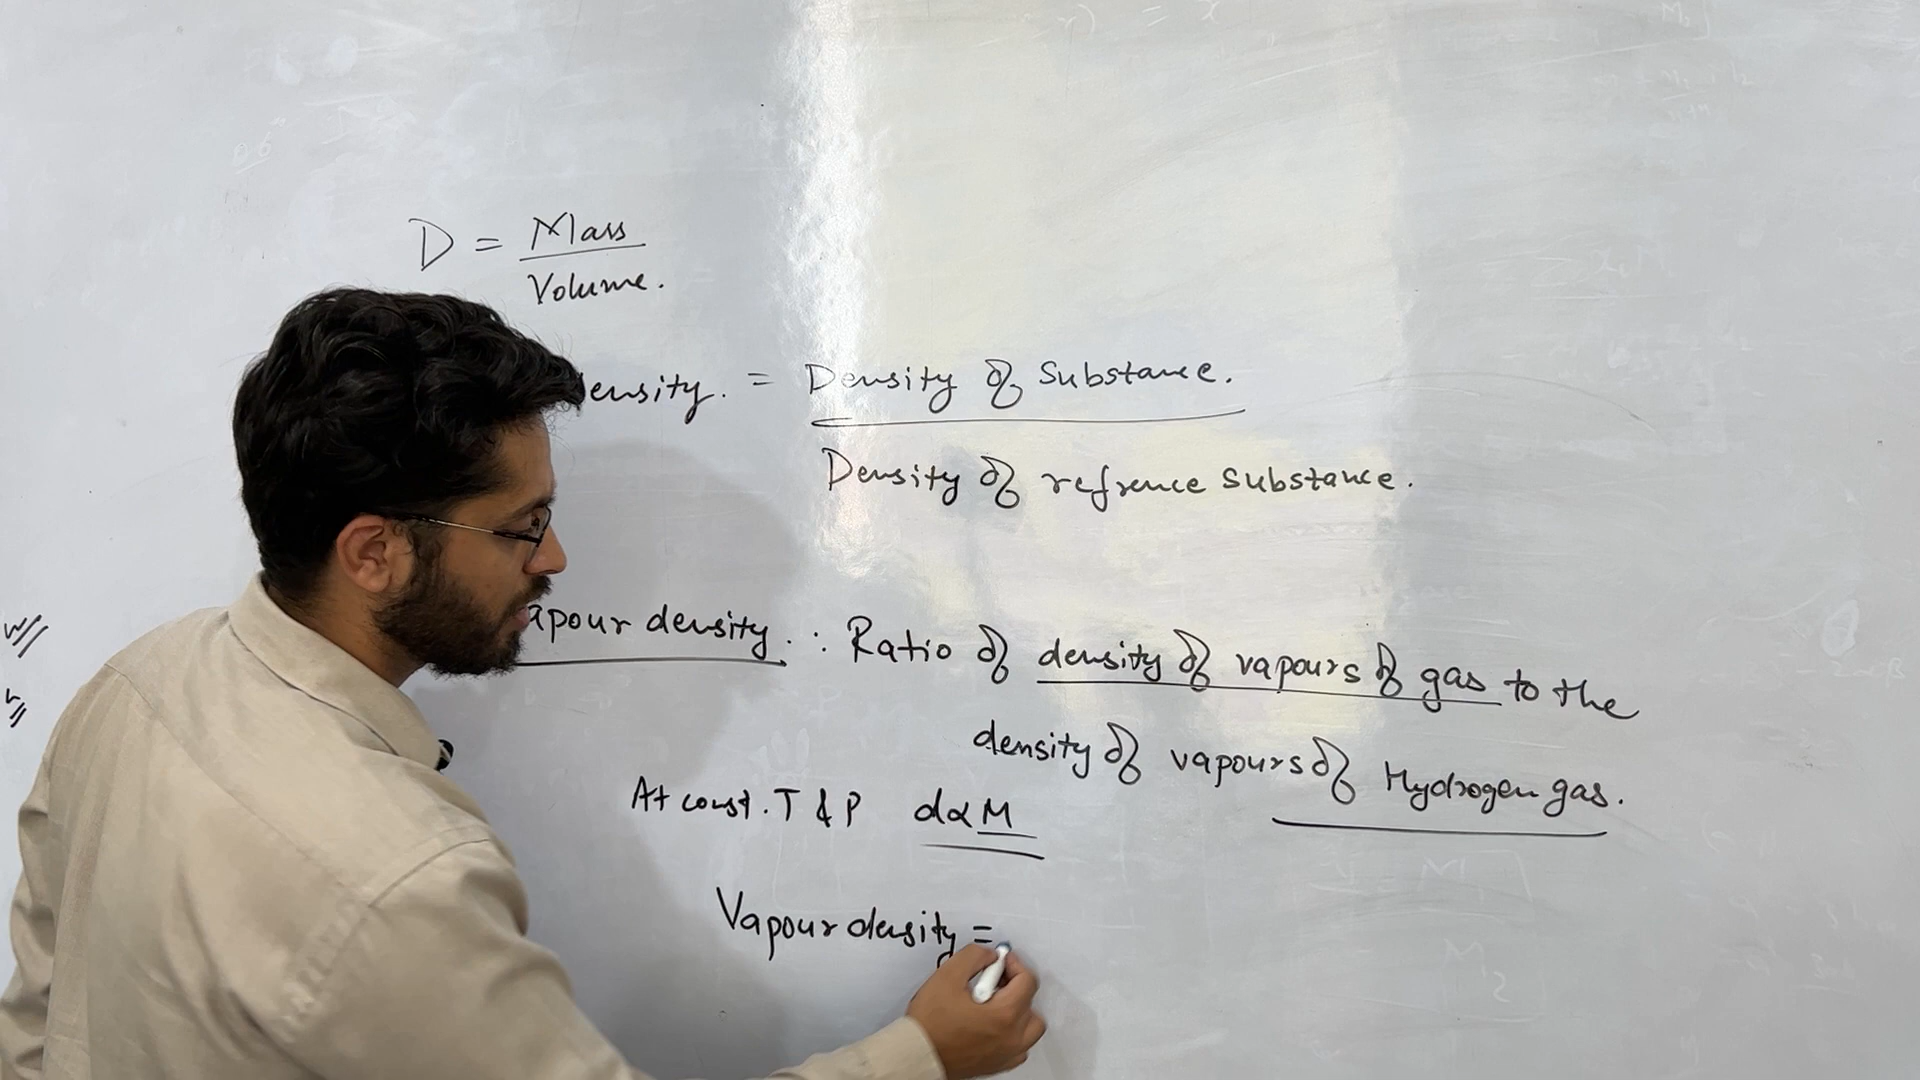 D = Mass
Volume.
ensity. = Density of Substance.
Density of refrence substance.
apour density. : Ratio of density of vapours of gas to the
density of vapours of Hydrogen gas.
At const. T & P d α M
Vapour density =